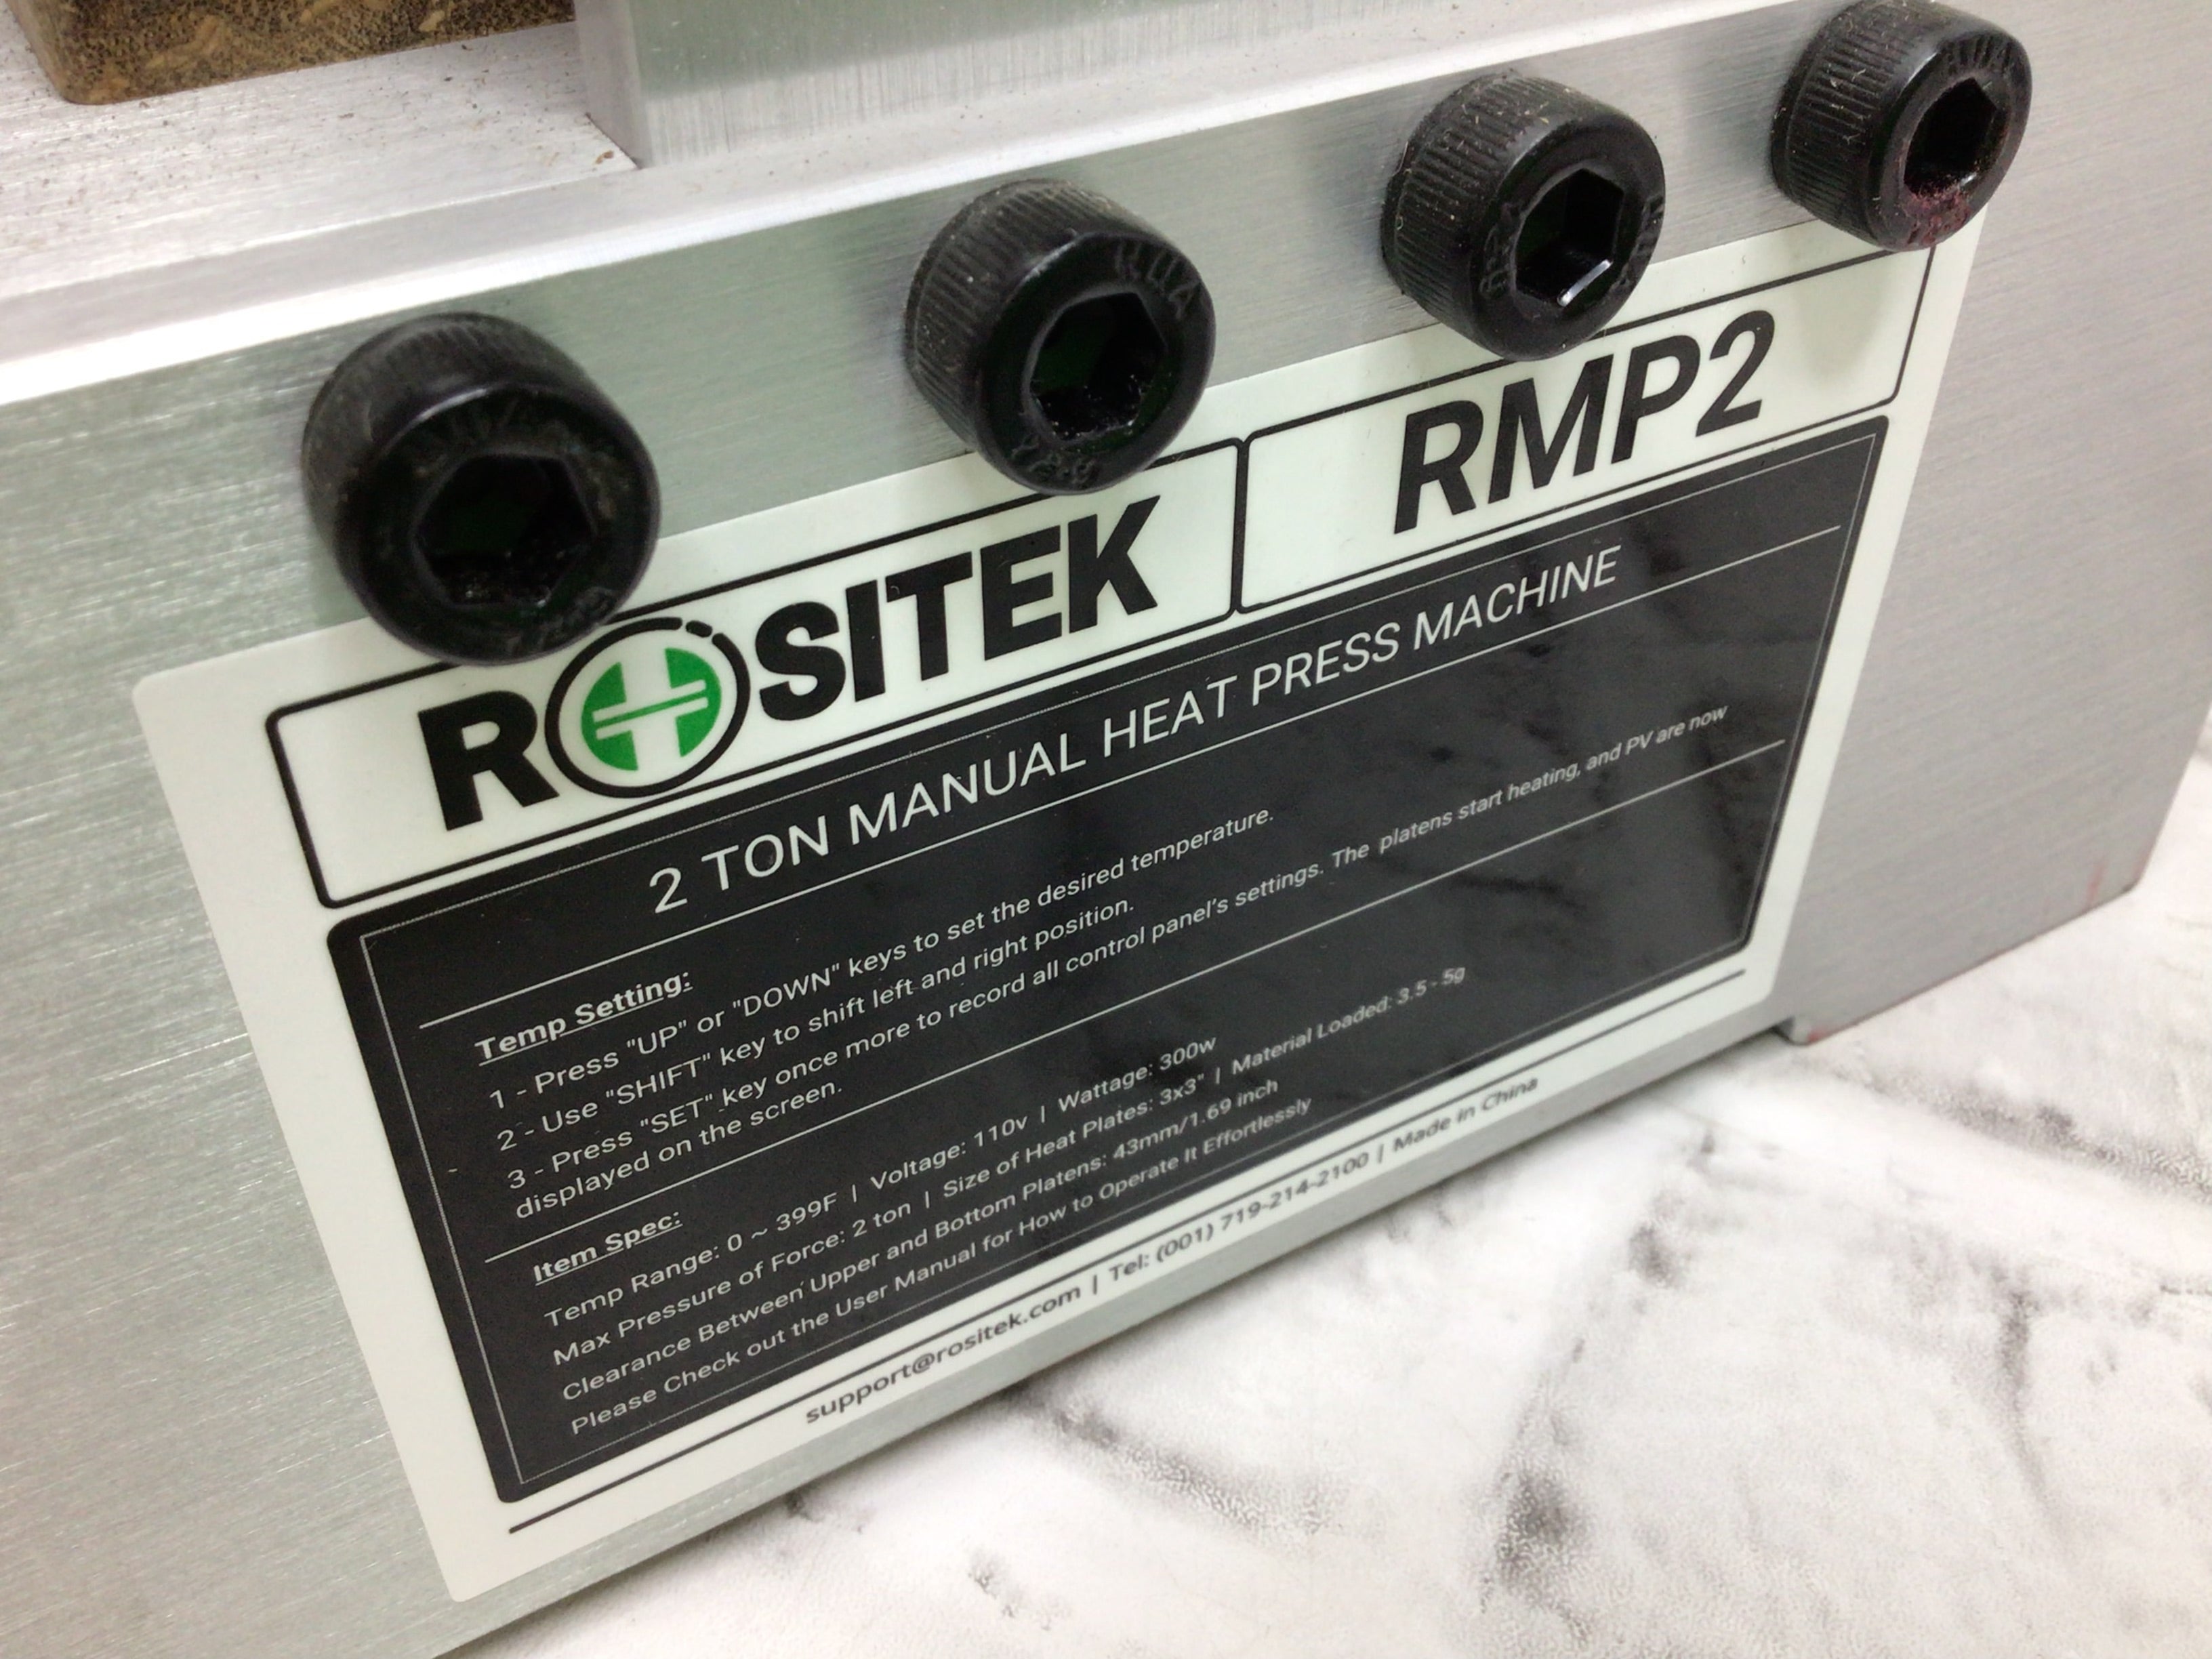 ROSITEK
RMP2
2 TON MANUAL HEAT PRESS MACHINE
Temp Setting:
1 - Press "UP" or "DOWN" keys to set the desired temperature.
2 - Use "SHIFT" key to shift left and right position.
3 - Press "SET" key once more to record all control panel's settings. The platens start heating, and PV are now
displayed on the screen.
Item Spec:
Temp Range: 0 ~ 399F | Voltage: 110v | Wattage: 300w
Max Pressure of Force: 2 ton | Size of Heat Plates: 3x3" | Material Loaded: 3.5 - 5g
Clearance Between Upper and Bottom Platens: 43mm/1.69 inch
Please Check out the User Manual for How to Operate It Effortlessly
support@rositek.com | Tel: (001) 719-214-2100 | Made in China